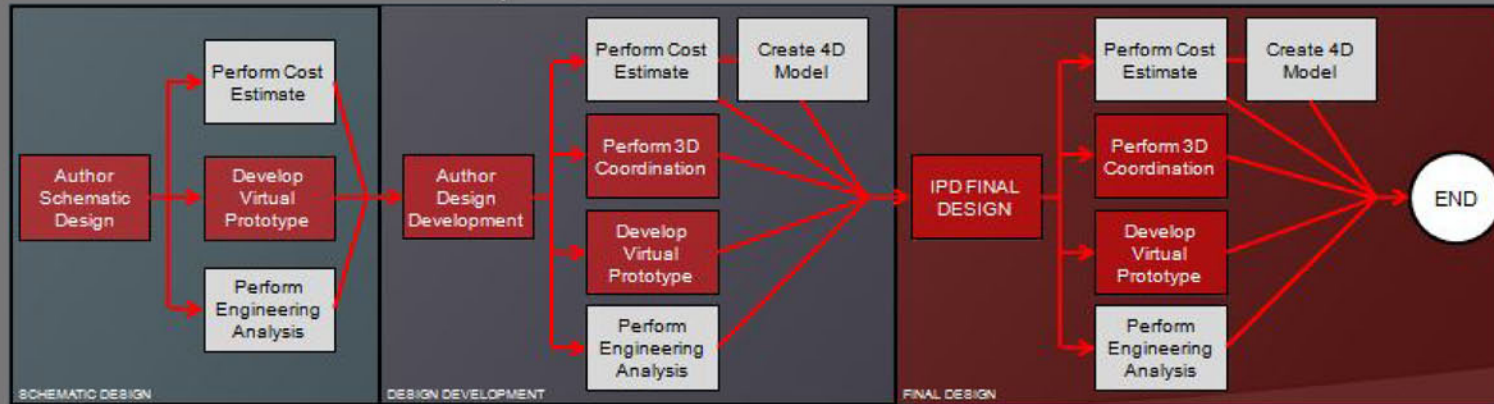 Author
Schematic
Design
Perform Cost
Estimate
Develop
Virtual
Prototype
Perform
Engineering
Analysis
SCHEMATIC DESIGN
Author
Design
Development
Perform Cost
Estimate
Create 4D
Model
Perform 3D
Coordination
Develop
Virtual
Prototype
Perform
Engineering
Analysis
DESIGN DEVELOPMENT
IPD FINAL
DESIGN
Perform Cost
Estimate
Create 4D
Model
Perform 3D
Coordination
Develop
Virtual
Prototype
Perform
Engineering
Analysis
END
FINAL DESIGN